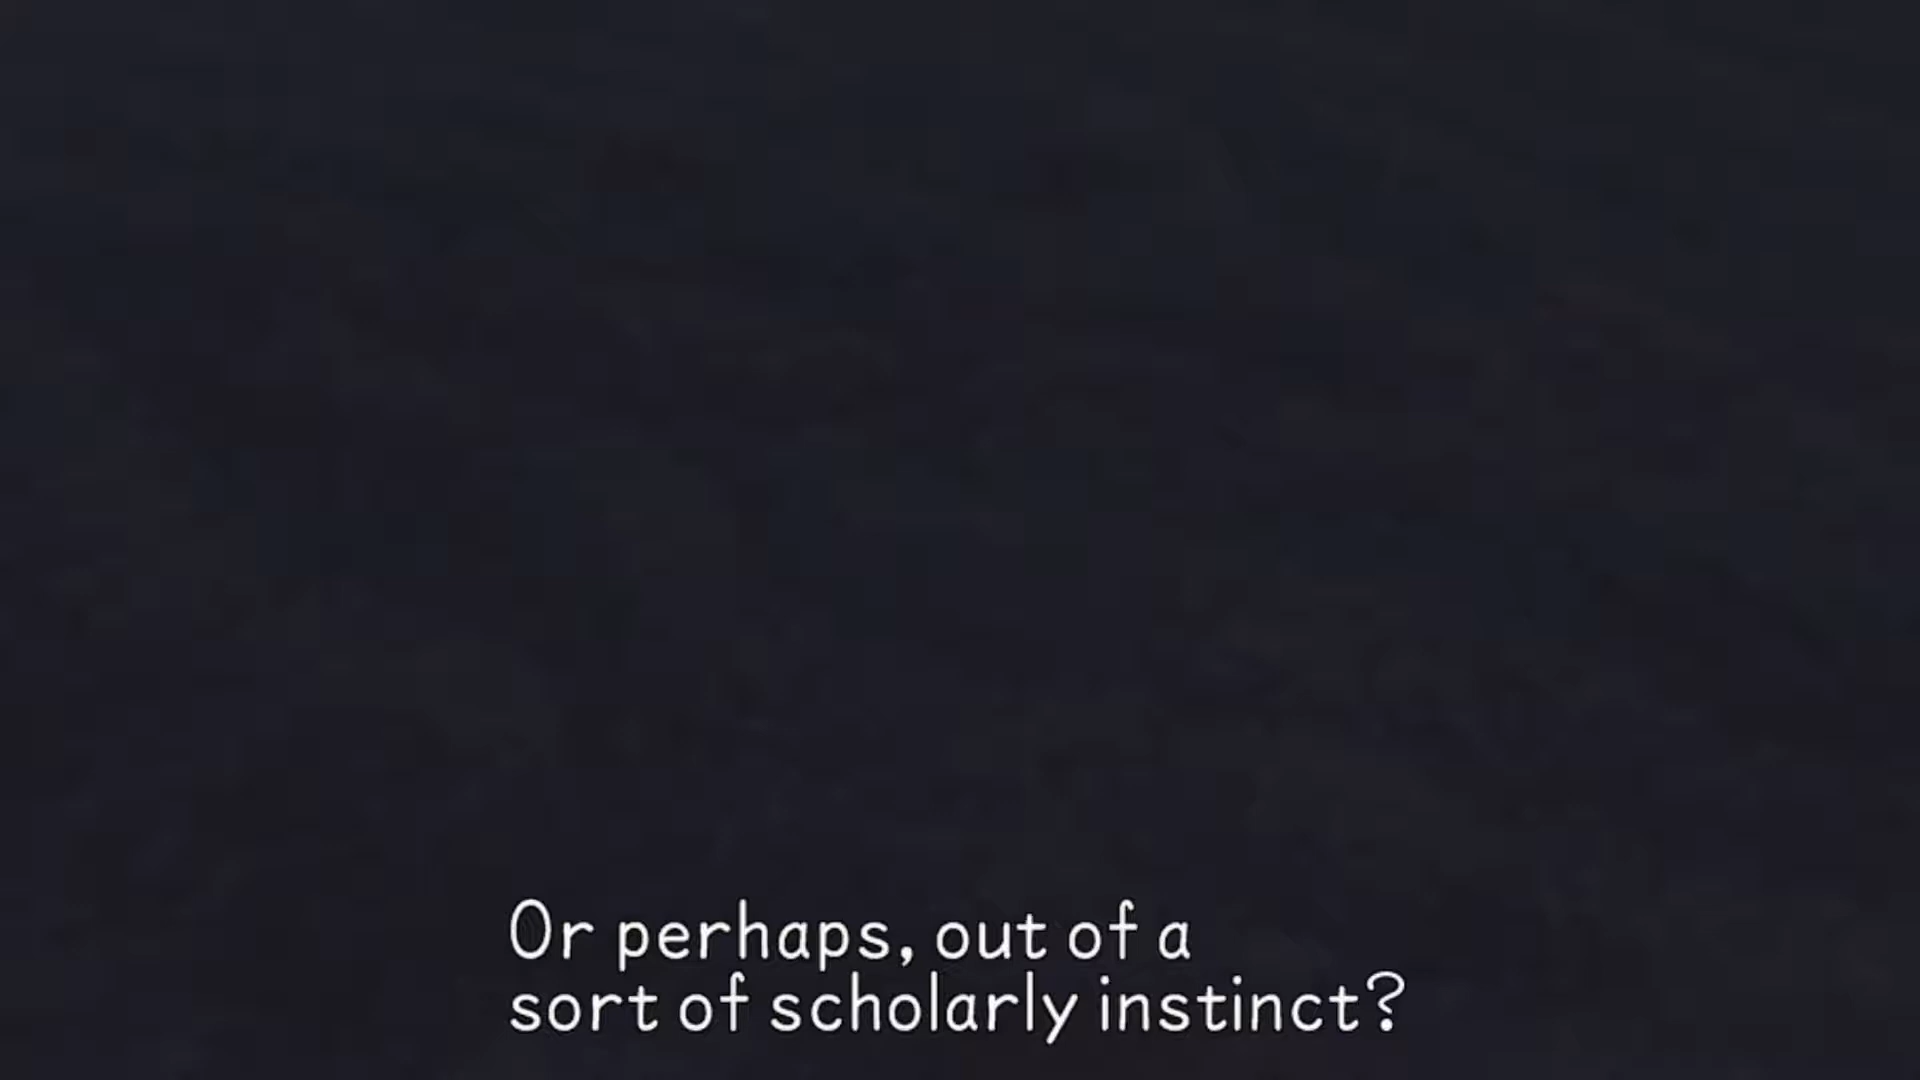 Or perhaps, out of a
sort of scholarly instinct?